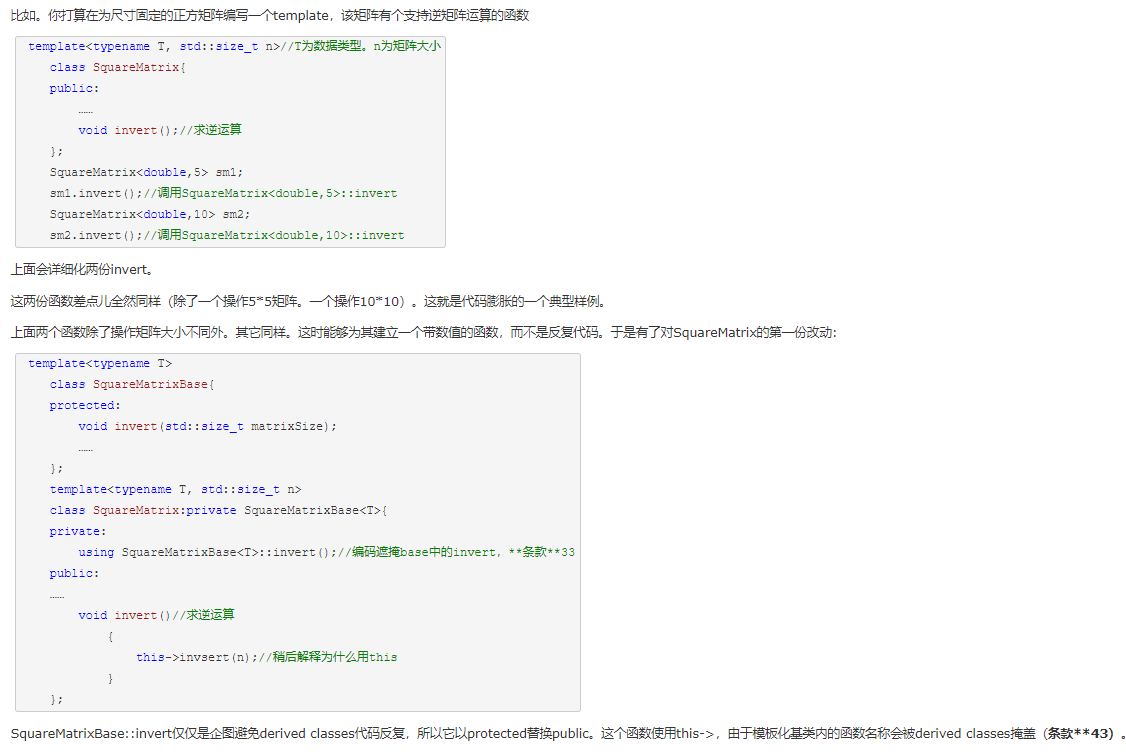 比如。你打算在为尺寸固定的正方矩阵编写一个template，该矩阵有个支持逆矩阵运算的函数
template<typename T, std::size_t n>//T为数据类型。n为矩阵大小
class SquareMatrix{
public:
……
void invert();//求逆运算
};
SquareMatrix<double,5> sm1;
sm1.invert();//调用SquareMatrix<double,5>::invert
SquareMatrix<double,10> sm2;
sm2.invert();//调用SquareMatrix<double,10>::invert
上面会详细化两份invert。
这两份函数差点儿全然同样（除了一个操作5*5矩阵。一个操作10*10）。这就是代码膨胀的一个典型样例。
上面两个函数除了操作矩阵大小不同外。其它同样。这时能够为其建立一个带数值的函数，而不是反复代码。于是有了对SquareMatrix的第一份改动：
template<typename T>
class SquareMatrixBase{
protected:
void invert(std::size_t matrixSize);
……
};
template<typename T, std::size_t n>
class SquareMatrix:private SquareMatrixBase<T>{
private:
using SquareMatrixBase<T>::invert();//编码遮掩base中的invert，**条款**33
public:
……
void invert()//求逆运算
{
this->invsert(n);//稍后解释为什么用this
}
};
SquareMatrixBase::invert仅仅是企图避免derived classes代码反复，所以它以protected替换public。这个函数使用this->，由于模板化基类内的函数名称会被derived classes掩盖（条款**43）。